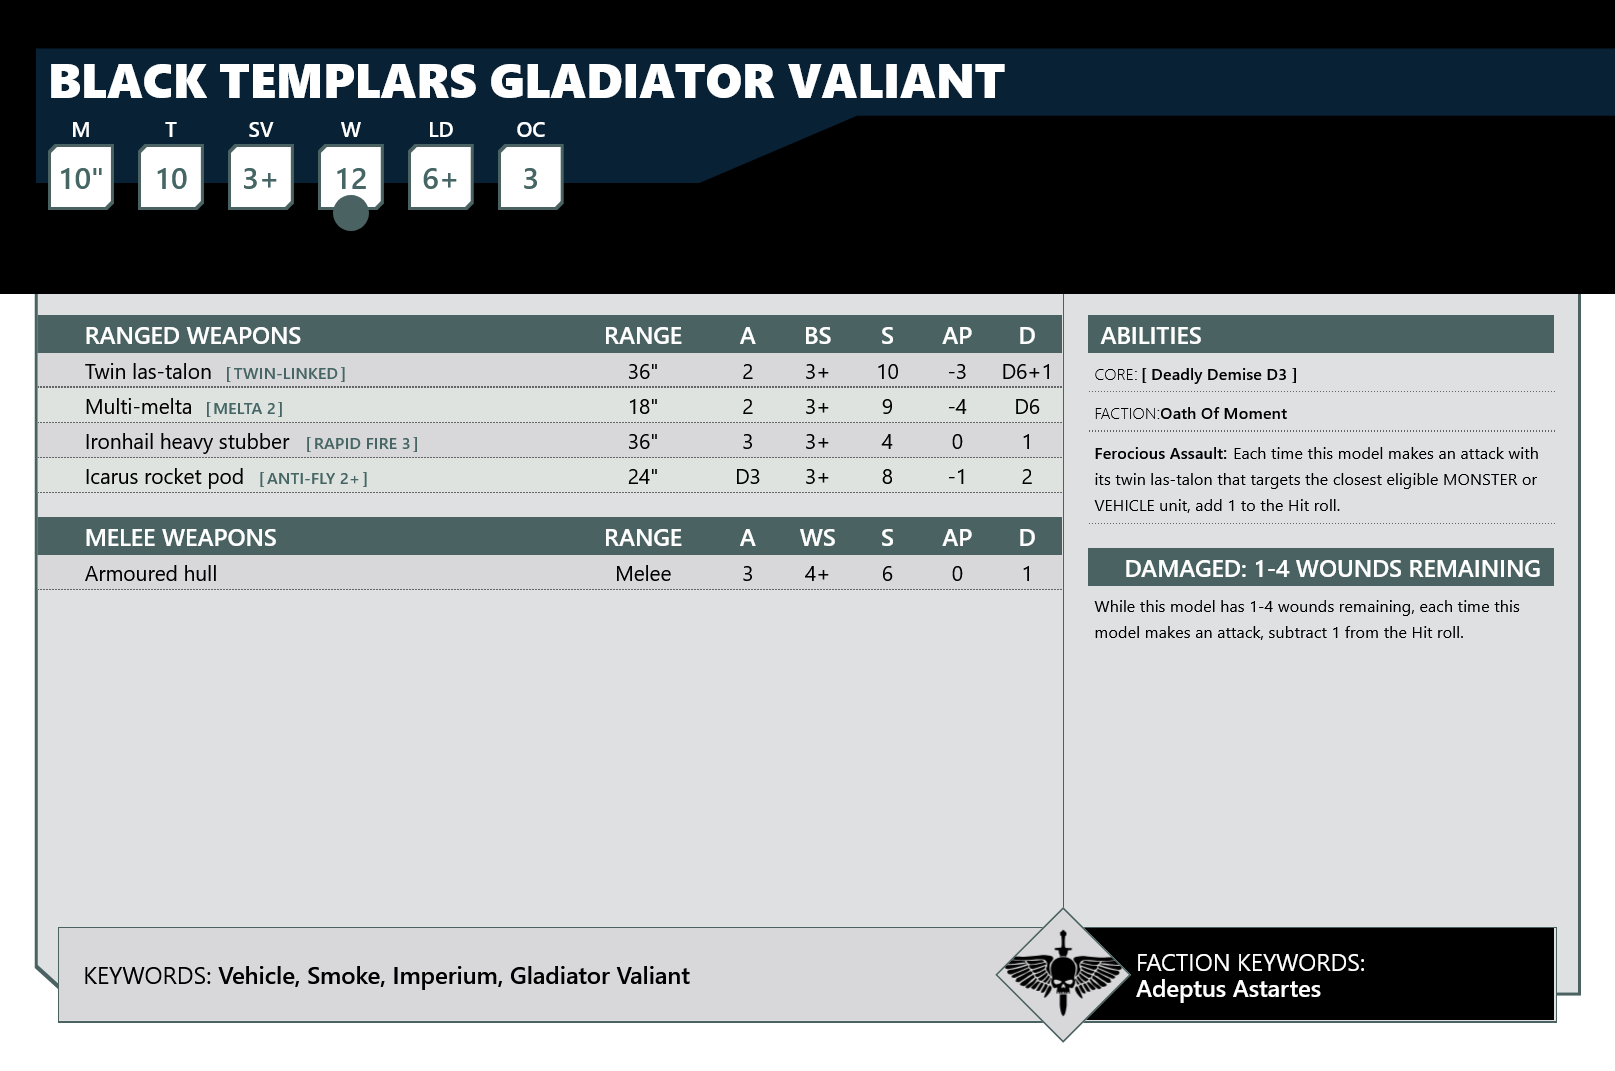 BLACK TEMPLARS GLADIATOR VALIANT
M T SV W LD OC
10" 10 3+ 12 6+ 3
RANGED WEAPONS RANGE A BS S AP D
Twin las-talon [TWIN-LINKED] 36" 2 3+ 10 -3 D6+1
Multi-melta [MELTA 2] 18" 2 3+ 9 -4 D6
Ironhail heavy stubber [RAPID FIRE 3] 36" 3 3+ 4 0 1
Icarus rocket pod [ANTI-FLY 2+] 24" D3 3+ 8 -1 2
MELEE WEAPONS RANGE A WS S AP D
Armoured hull Melee 3 4+ 6 0 1
ABILITIES
CORE: [ Deadly Demise D3 ]
FACTION:Oath Of Moment
Ferocious Assault: Each time this model makes an attack with
its twin las-talon that targets the closest eligible MONSTER or
VEHICLE unit, add 1 to the Hit roll.
DAMAGED: 1-4 WOUNDS REMAINING
While this model has 1-4 wounds remaining, each time this
model makes an attack, subtract 1 from the Hit roll.
KEYWORDS: Vehicle, Smoke, Imperium, Gladiator Valiant
FACTION KEYWORDS:
Adeptus Astartes